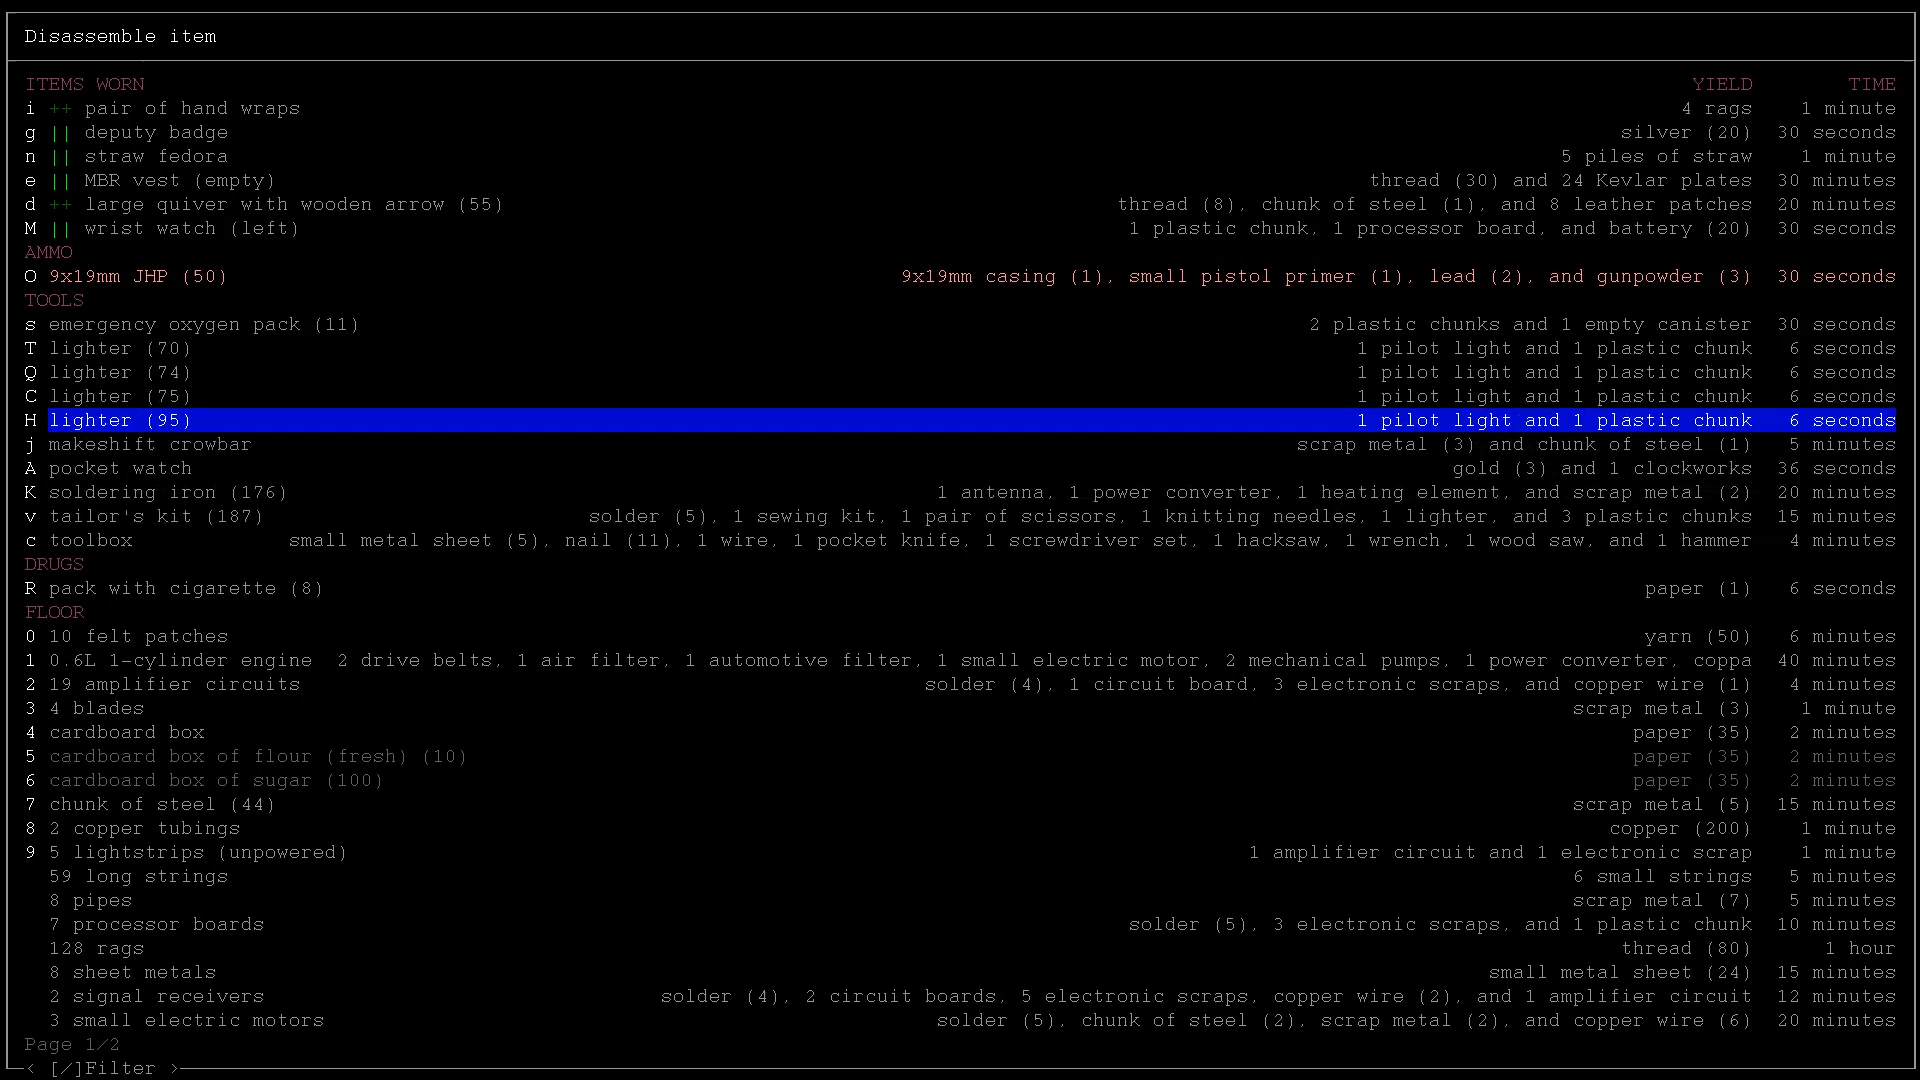 Disassemble item
ITEMS WORN YIELD TIME
i ++ pair of hand wraps 4 rags 1 minute
g || deputy badge silver (20) 30 seconds
n || straw fedora 5 piles of straw 1 minute
e || MBR vest (empty) thread (30) and 24 Kevlar plates 30 minutes
d ++ large quiver with wooden arrow (55) thread (8), chunk of steel (1), and 8 leather patches 20 minutes
M || wrist watch (left) 1 plastic chunk, 1 processor board, and battery (20) 30 seconds
AMMO
O 9x19mm JHP (50) 9x19mm casing (1), small pistol primer (1), lead (2), and gunpowder (3) 30 seconds
TOOLS
s emergency oxygen pack (11) 2 plastic chunks and 1 empty canister 30 seconds
T lighter (70) 1 pilot light and 1 plastic chunk 6 seconds
Q lighter (74) 1 pilot light and 1 plastic chunk 6 seconds
C lighter (75) 1 pilot light and 1 plastic chunk 6 seconds
H lighter (95) 1 pilot light and 1 plastic chunk 6 seconds
j makeshift crowbar scrap metal (3) and chunk of steel (1) 5 minutes
A pocket watch gold (3) and 1 clockworks 36 seconds
K soldering iron (176) 1 antenna, 1 power converter, 1 heating element, and scrap metal (2) 20 minutes
v tailor's kit (187) solder (5), 1 sewing kit, 1 pair of scissors, 1 knitting needles, 1 lighter, and 3 plastic chunks 15 minutes
c toolbox small metal sheet (5), nail (11), 1 wire, 1 pocket knife, 1 screwdriver set, 1 hacksaw, 1 wrench, 1 wood saw, and 1 hammer 4 minutes
DRUGS
R pack with cigarette (8) paper (1) 6 seconds
FLOOR
0 10 felt patches yarn (50) 6 minutes
1 0.6L 1-cylinder engine 2 drive belts, 1 air filter, 1 automotive filter, 1 small electric motor, 2 mechanical pumps, 1 power converter, coppa 40 minutes
2 19 amplifier circuits solder (4), 1 circuit board, 3 electronic scraps, and copper wire (1) 4 minutes
3 4 blades scrap metal (3) 1 minute
4 cardboard box paper (35) 2 minutes
5 cardboard box of flour (fresh) (10) paper (35) 2 minutes
6 cardboard box of sugar (100) paper (35) 2 minutes
7 chunk of steel (44) scrap metal (5) 15 minutes
8 2 copper tubings copper (200) 1 minute
9 5 lightstrips (unpowered) 1 amplifier circuit and 1 electronic scrap 1 minute
59 long strings 6 small strings 5 minutes
8 pipes scrap metal (7) 5 minutes
7 processor boards solder (5), 3 electronic scraps, and 1 plastic chunk 10 minutes
128 rags thread (80) 1 hour
8 sheet metals small metal sheet (24) 15 minutes
2 signal receivers solder (4), 2 circuit boards, 5 electronic scraps, copper wire (2), and 1 amplifier circuit 12 minutes
3 small electric motors solder (5), chunk of steel (2), scrap metal (2), and copper wire (6) 20 minutes
Page 1/2
< [/]Filter >